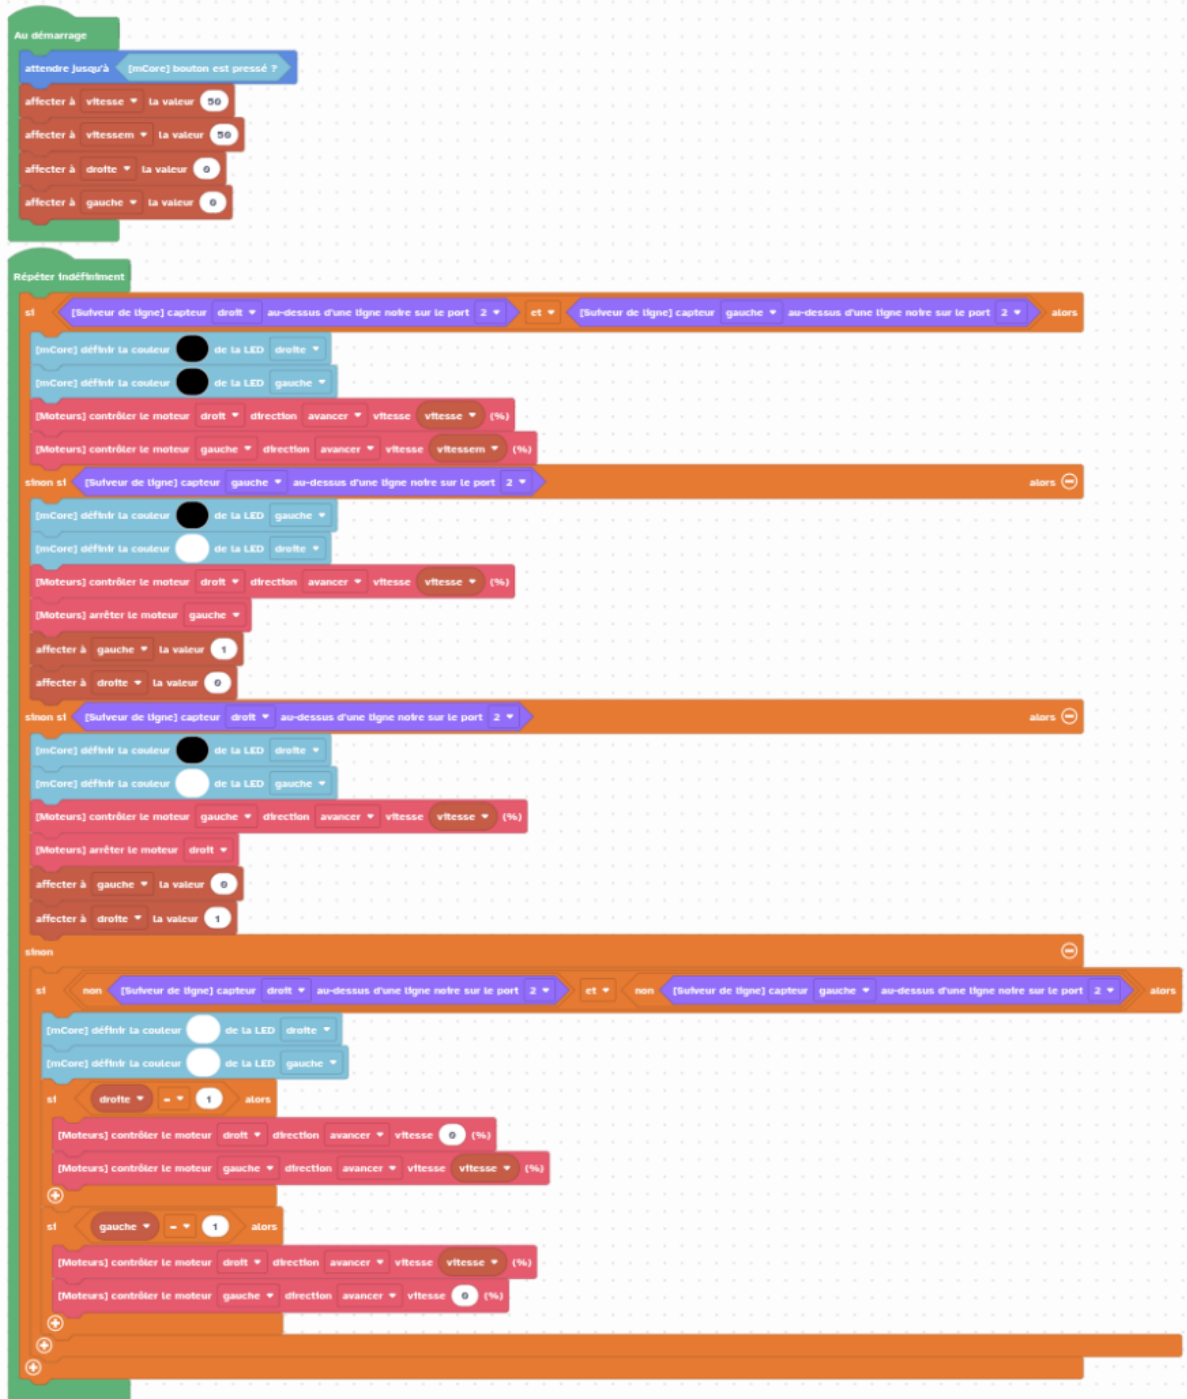 Au démarrage
attendre jusqu'à [mCore] bouton est pressé ?
affecter à vitesse la valeur 50
affecter à vitessem la valeur 50
affecter à droite la valeur 0
affecter à gauche la valeur 0
Répéter indéfiniment
si [Suiveur de ligne] capteur droit au-dessus d'une ligne noire sur le port 2 et [Suiveur de ligne] capteur gauche au-dessus d'une ligne noire sur le port 2 alors
[mCore] définir la couleur de la LED droite
[mCore] définir la couleur de la LED gauche
[Moteurs] contrôler le moteur droit direction avancer vitesse vitesse (%)
[Moteurs] contrôler le moteur gauche direction avancer vitesse vitessem (%)
sinon si [Suiveur de ligne] capteur gauche au-dessus d'une ligne noire sur le port 2 alors
[mCore] définir la couleur de la LED gauche
[mCore] définir la couleur de la LED droite
[Moteurs] contrôler le moteur droit direction avancer vitesse vitesse (%)
[Moteurs] arrêter le moteur gauche
affecter à gauche la valeur 1
affecter à droite la valeur 0
sinon si [Suiveur de ligne] capteur droit au-dessus d'une ligne noire sur le port 2 alors
[mCore] définir la couleur de la LED droite
[mCore] définir la couleur de la LED gauche
[Moteurs] contrôler le moteur gauche direction avancer vitesse vitesse (%)
[Moteurs] arrêter le moteur droit
affecter à gauche la valeur 0
affecter à droite la valeur 1
sinon
si non [Suiveur de ligne] capteur droit au-dessus d'une ligne noire sur le port 2 et non [Suiveur de ligne] capteur gauche au-dessus d'une ligne noire sur le port 2 alors
[mCore] définir la couleur de la LED droite
[mCore] définir la couleur de la LED gauche
si droite = 1 alors
[Moteurs] contrôler le moteur droit direction avancer vitesse 0 (%)
[Moteurs] contrôler le moteur gauche direction avancer vitesse vitesse (%)
si gauche = 1 alors
[Moteurs] contrôler le moteur droit direction avancer vitesse vitesse (%)
[Moteurs] contrôler le moteur gauche direction avancer vitesse 0 (%)